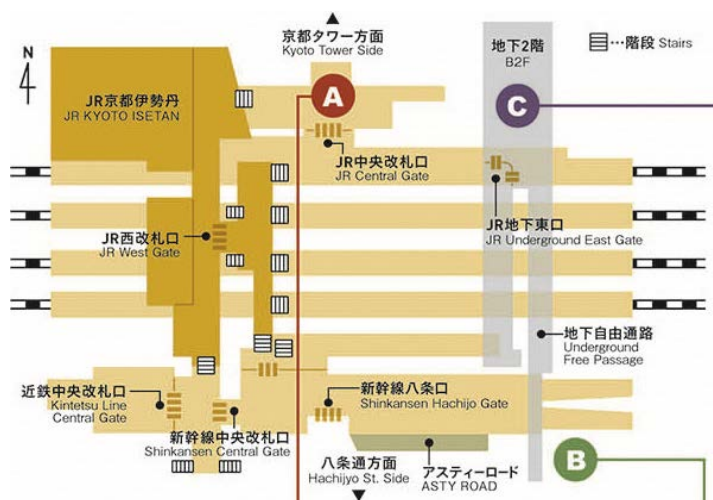 京都タワー方面
Kyoto Tower Side
N
地下2階
B2F
…階段 Stairs
JR京都伊勢丹
JR KYOTO ISETAN
A
C
JR中央改札口
JR Central Gate
JR西改札口
JR West Gate
JR地下東口
JR Underground East Gate
地下自由通路
Underground
Free Passage
近鉄中央改札口
Kintetsu Line
Central Gate
新幹線八条口
Shinkansen Hachijo Gate
新幹線中央改札口
Shinkansen Central Gate
八条通方面
Hachijo St. Side
アスティーロード
ASTY ROAD
B